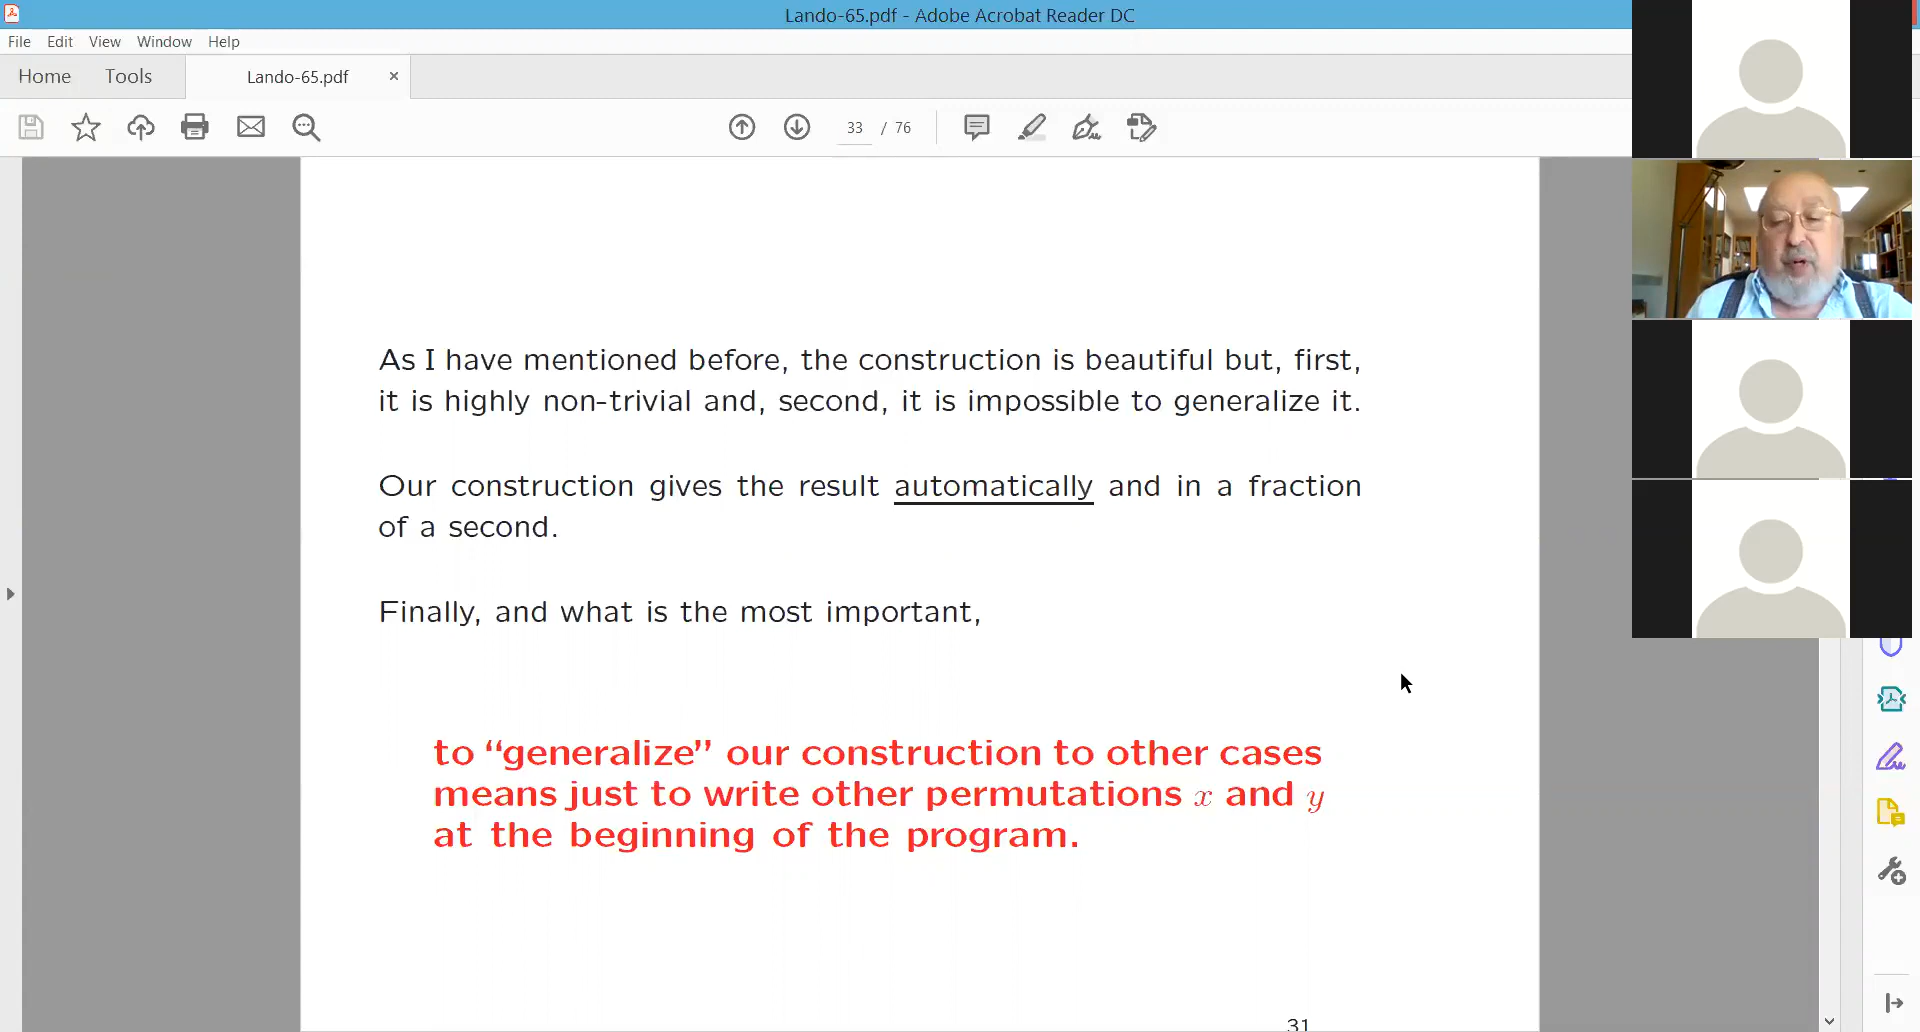 Lando-65.pdf - Adobe Acrobat Reader DC
File Edit View Window Help
Home Tools Lando-65.pdf ×
33 / 76
As I have mentioned before, the construction is beautiful but, first,
it is highly non-trivial and, second, it is impossible to generalize it.
Our construction gives the result automatically and in a fraction
of a second.
Finally, and what is the most important,
to “generalize” our construction to other cases
means just to write other permutations x and y
at the beginning of the program.
31